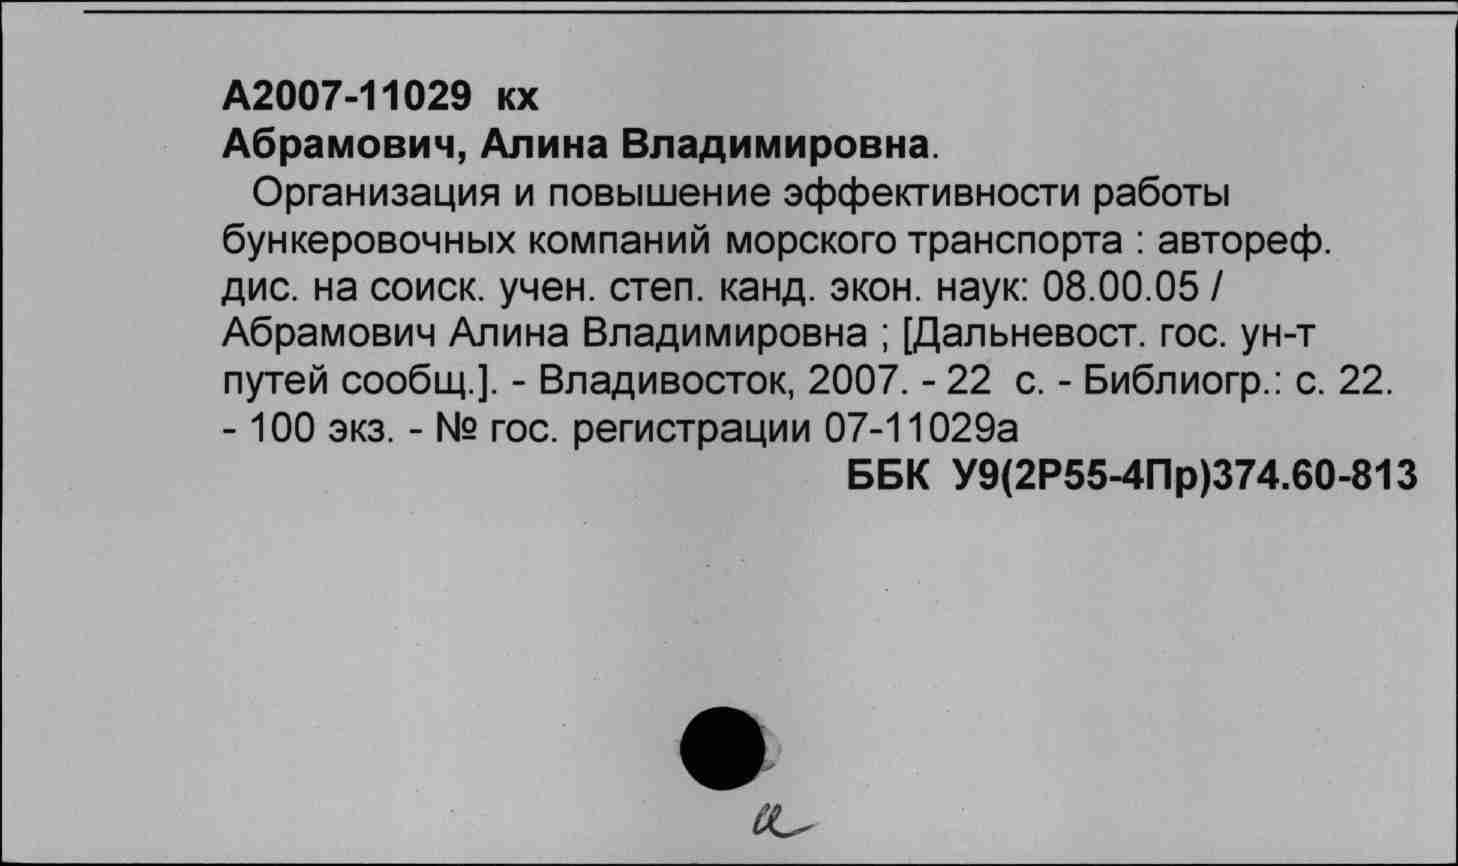 А2007-11029 кх
Абрамович, Алина Владимировна.
Организация и повышение эффективности работы
бункеровочных компаний морского транспорта : автореф.
дис. на соиск. учен. степ. канд. экон. наук: 08.00.05 /
Абрамович Алина Владимировна ; [Дальневост. гос. ун-т
путей сообщ.]. - Владивосток, 2007. - 22 с. - Библиогр.: с. 22.
- 100 экз. - № гос. регистрации 07-11029а
ББК У9(2Р55-4Пр)374.60-813